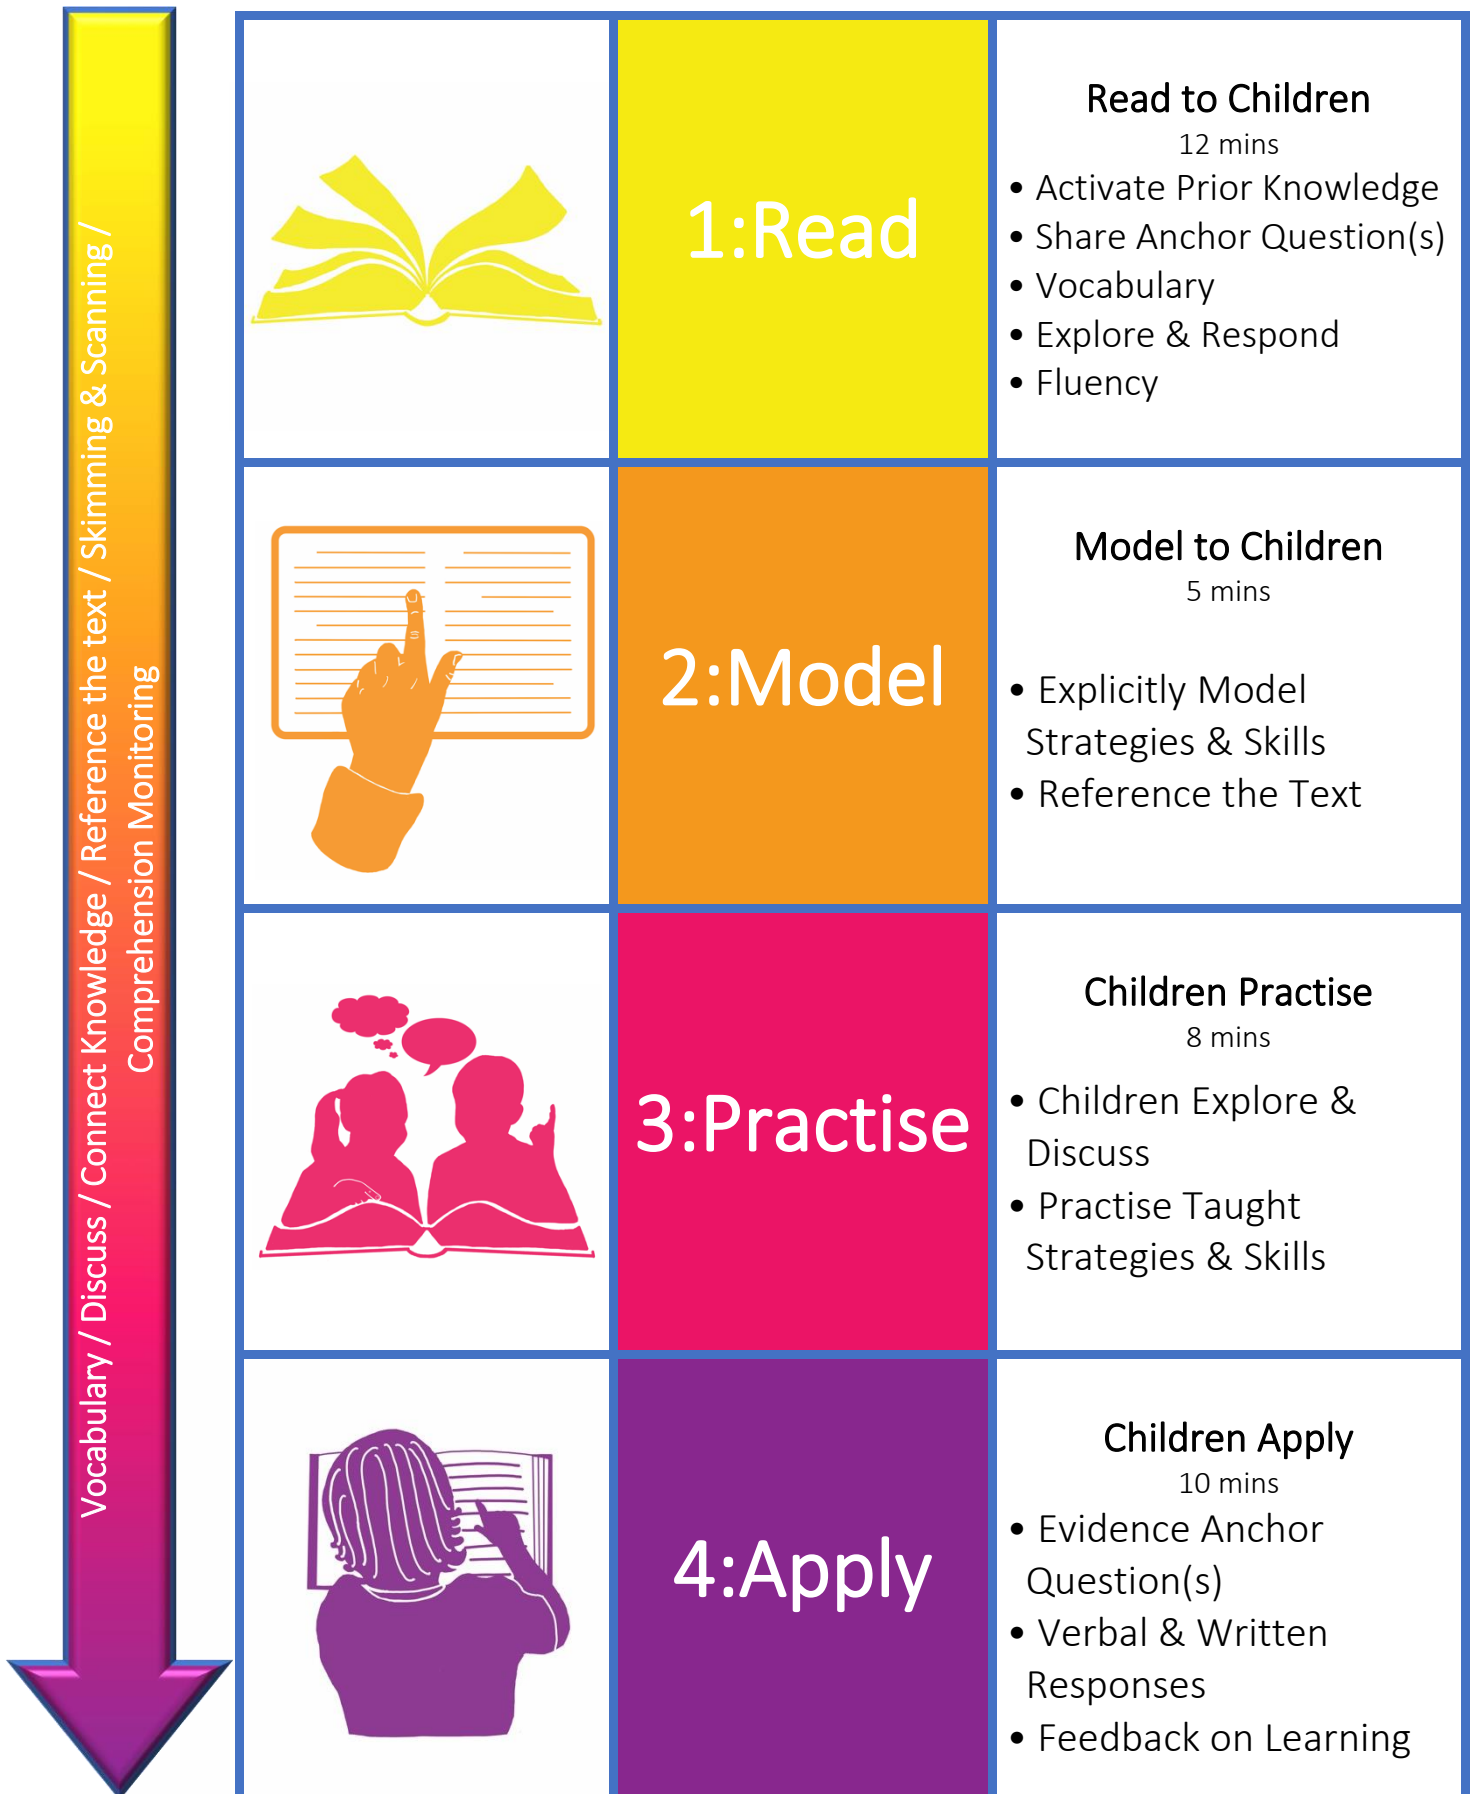 Vocabulary / Discuss / Connect Knowledge / Reference the text / Skimming & Scanning /
Comprehension Monitoring
1:Read
Read to Children
12 mins
• Activate Prior Knowledge
• Share Anchor Question(s)
• Vocabulary
• Explore & Respond
• Fluency
2:Model
Model to Children
5 mins
• Explicitly Model
Strategies & Skills
• Reference the Text
3:Practise
Children Practise
8 mins
• Children Explore &
Discuss
• Practise Taught
Strategies & Skills
4:Apply
Children Apply
10 mins
• Evidence Anchor
Question(s)
• Verbal & Written
Responses
• Feedback on Learning